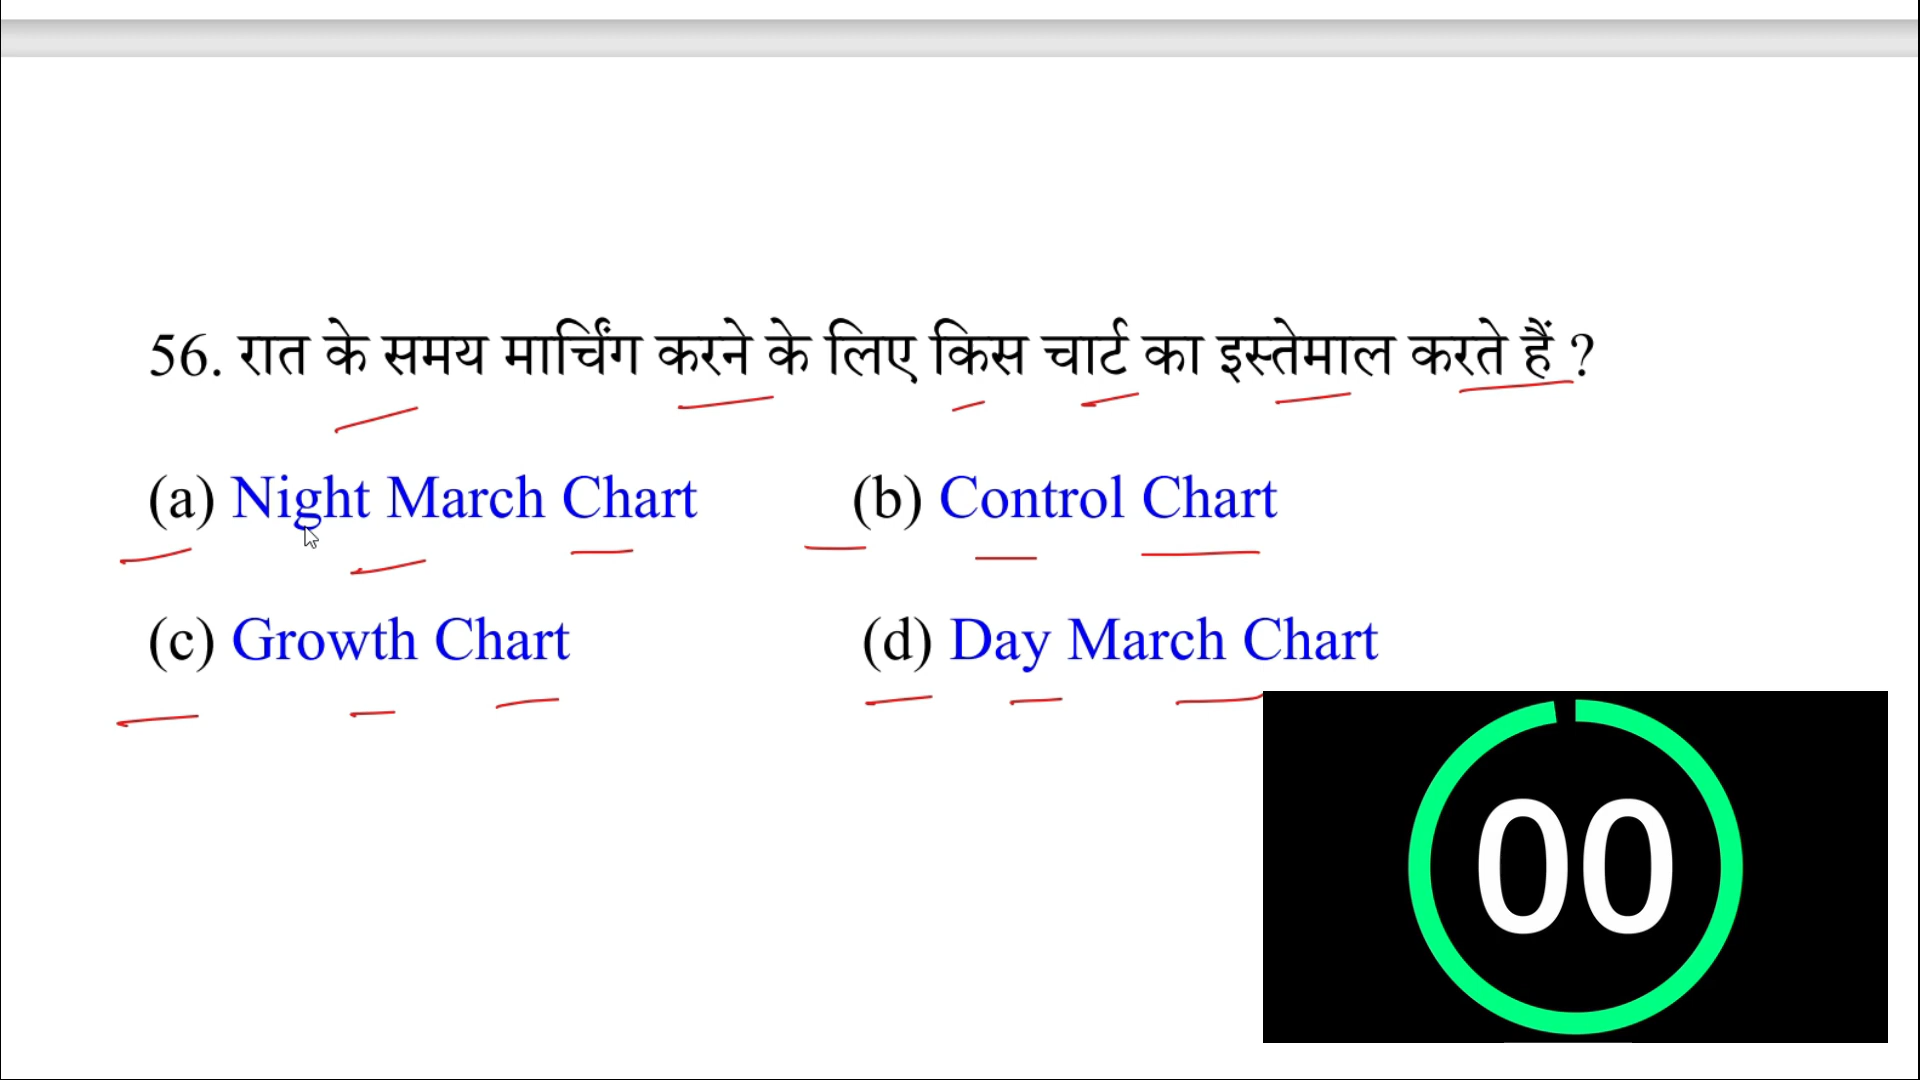 56. रात के समय मार्चिंग करने के लिए किस चार्ट का इस्तेमाल करते हैं ?
(a) Night March Chart (b) Control Chart
(c) Growth Chart (d) Day March Chart
00